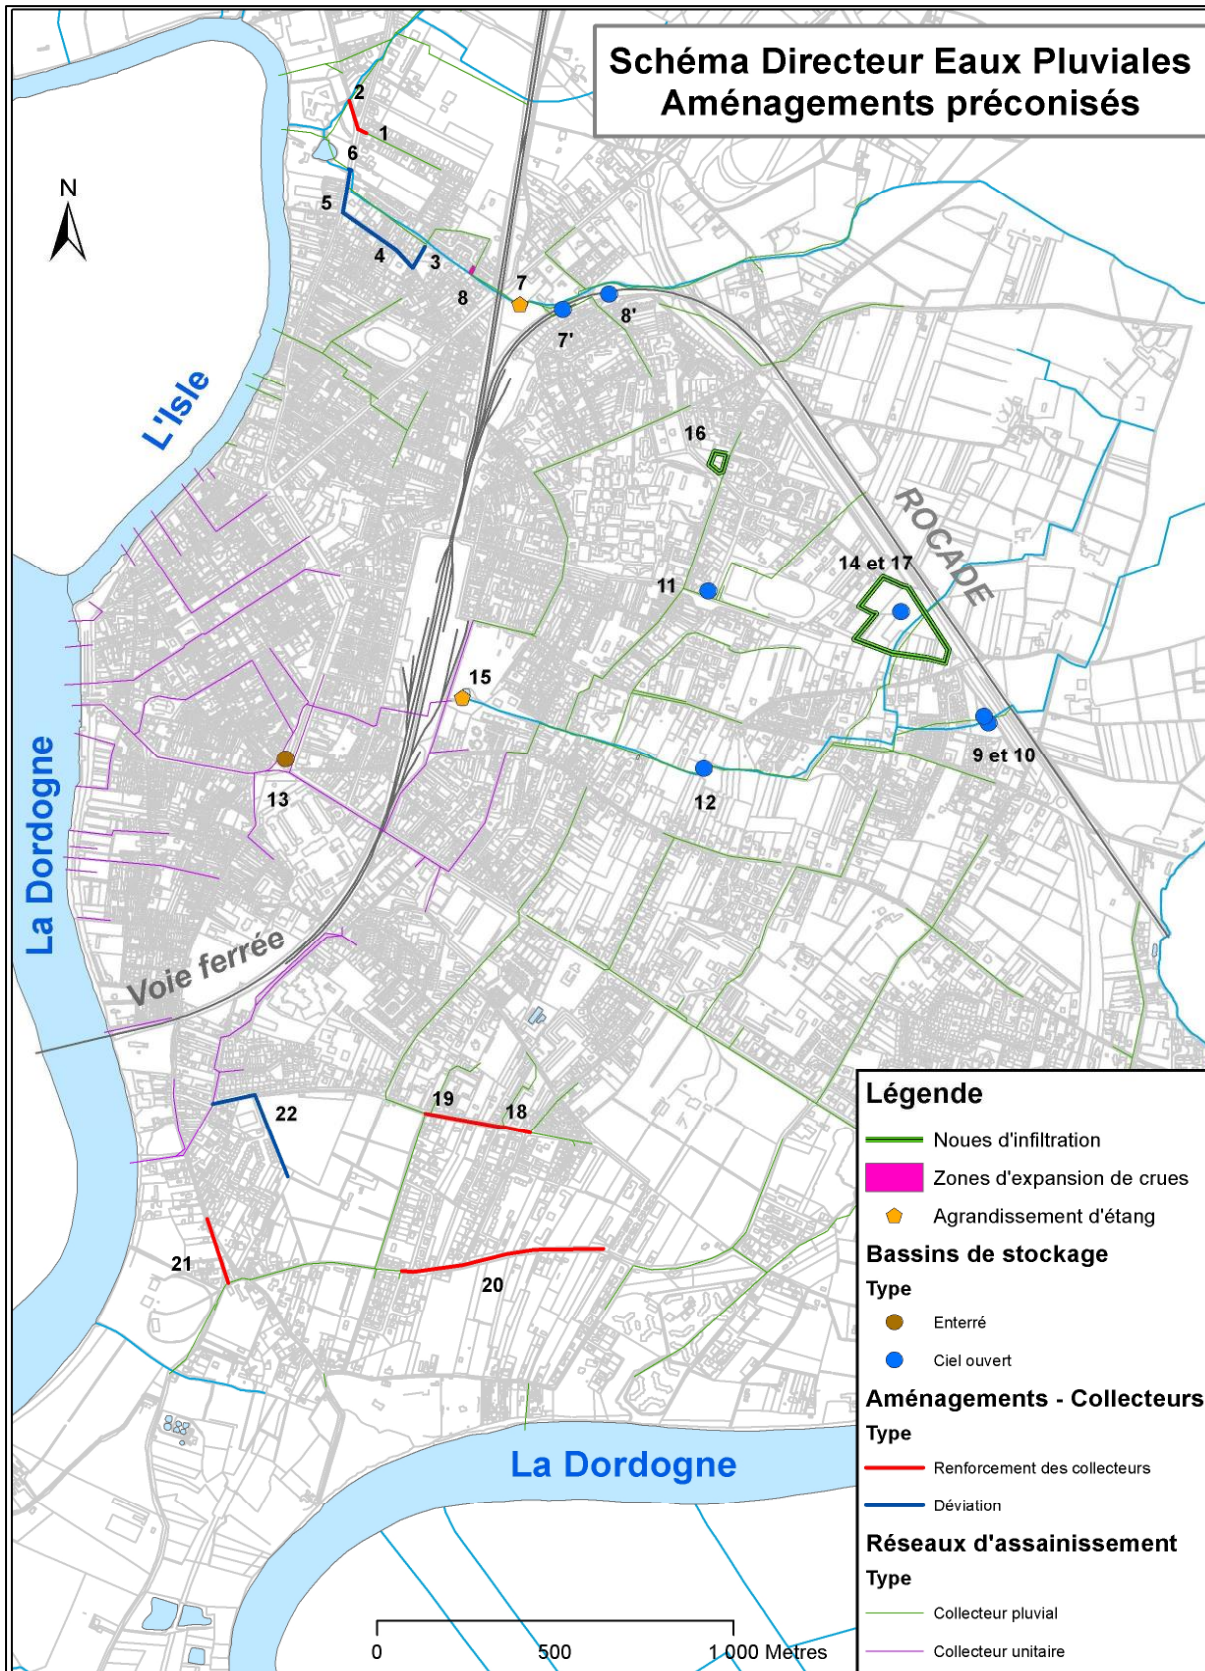 Schéma Directeur Eaux Pluviales
Aménagements préconisés
2
1
N
6
5
4
3
8
7
7'
8'
L'Isle
16
ROCADE
14 et 17
11
15
9 et 10
La Dordogne
13
12
Voie ferrée
22
19
18
21
20
La Dordogne
0
500
1 000 Metres
Légende
Noues d'infiltration
Zones d'expansion de crues
Agrandissement d'étang
Bassins de stockage
Type
Enterré
Ciel ouvert
Aménagements - Collecteurs
Type
Renforcement des collecteurs
Déviation
Réseaux d'assainissement
Type
Collecteur pluvial
Collecteur unitaire